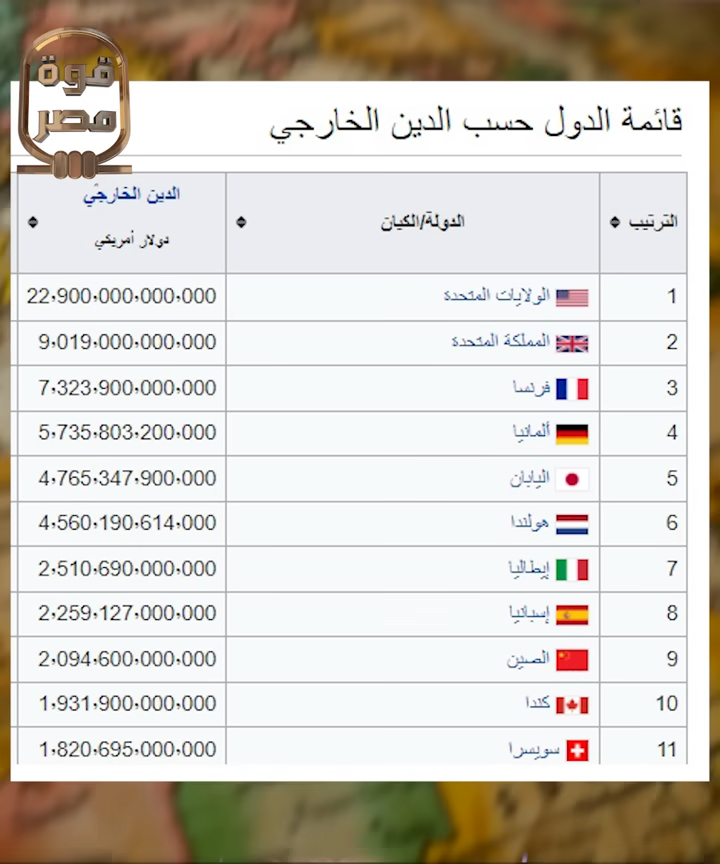 قوة
مصر
قائمة الدول حسب الدين الخارجي
الترتيب الدولة/الكيان الدين الخارجي
دولار أمريكي
1 الولايات المتحدة 22،900،000،000،000
2 المملكة المتحدة 9،019،000،000،000
3 فرنسا 7،323،900،000،000
4 ألمانيا 5،735،803،200،000
5 اليابان 4،765،347،900،000
6 هولندا 4،560،190،614،000
7 إيطاليا 2،510،690،000،000
8 إسبانيا 2،259،127،000،000
9 الصين 2،094،600،000،000
10 كندا 1،931،900،000،000
11 سويسرا 1،820،695،000،000